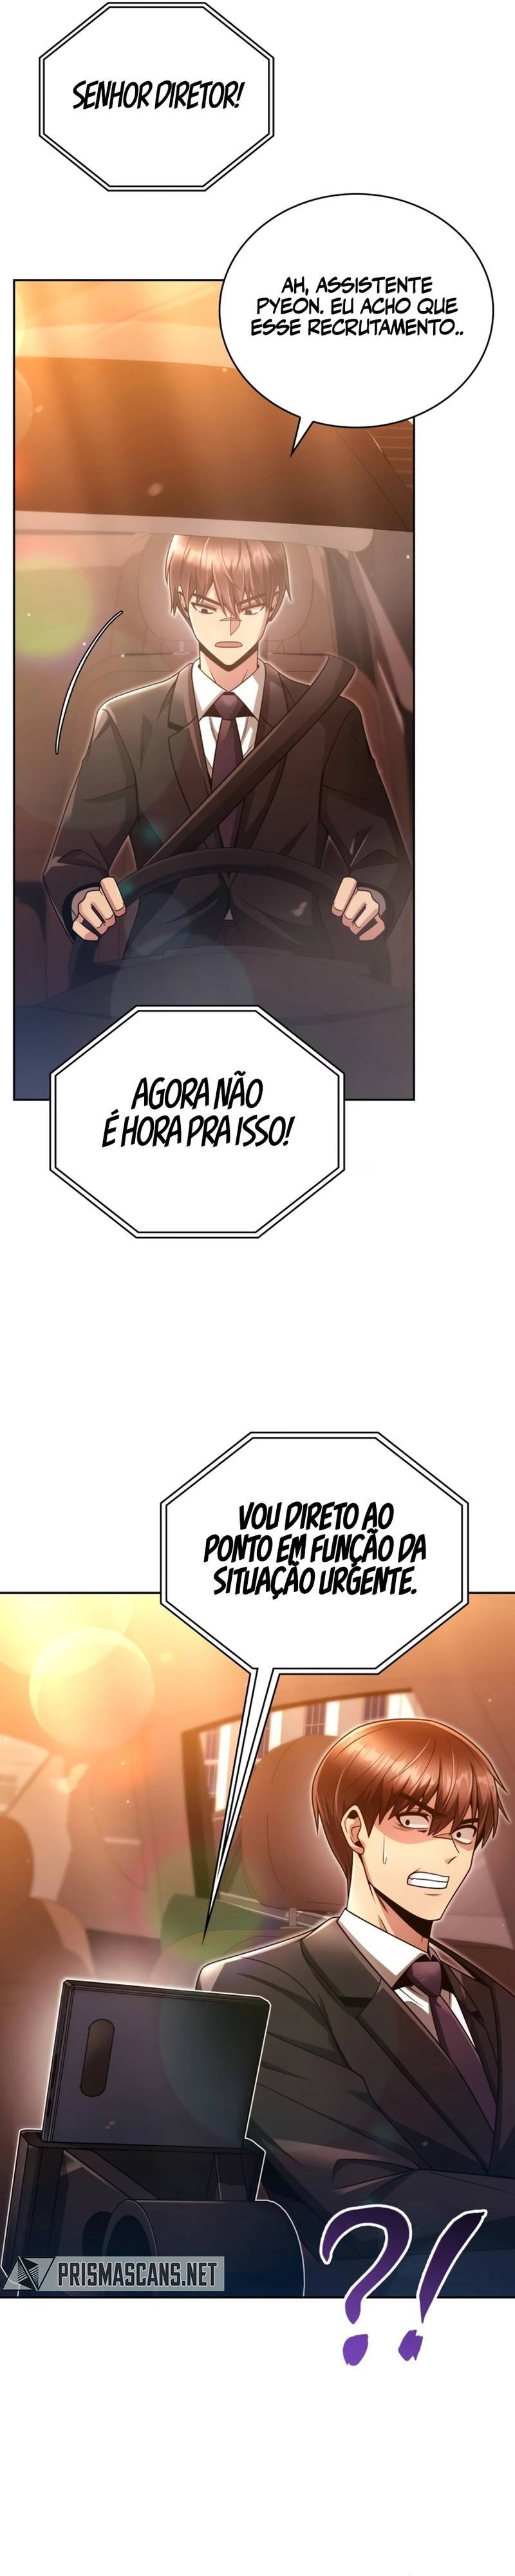 SENHOR DIRETOR!
AH, ASSISTENTE
PYEON. EU ACHO QUE
ESSE RECRUTAMENTO..
AGORA NÃO
É HORA PRA ISSO!
VOU DIRETO AO
PONTO EM FUNÇÃO DA
SITUAÇÃO URGENTE.
PRISMASCANS.NET
?!